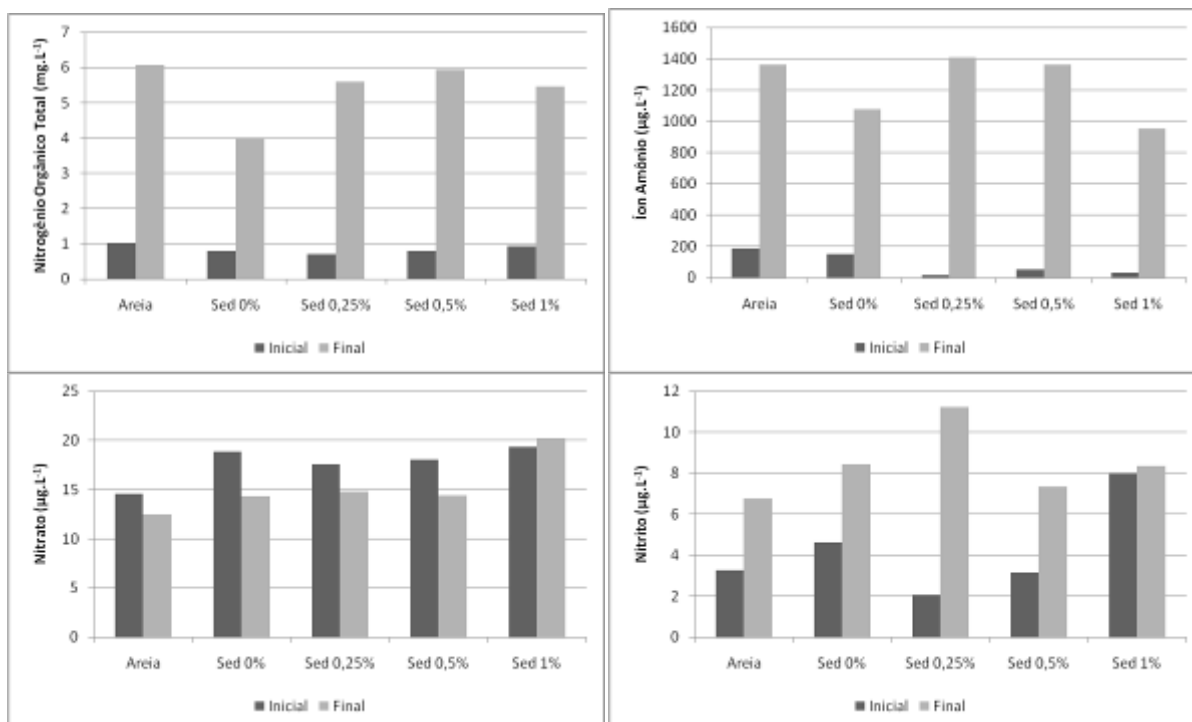 Nitrogênio Orgânico Total (mg.L⁻¹)
7
6
5
4
3
2
1
0
Areia Sed 0% Sed 0,25% Sed 0,5% Sed 1%
Inicial Final
Íon Amônio (µg.L⁻¹)
1600
1400
1200
1000
800
600
400
200
0
Areia Sed 0% Sed 0,25% Sed 0,5% Sed 1%
Inicial Final
Nitrato (µg.L⁻¹)
25
20
15
10
5
0
Areia Sed 0% Sed 0,25% Sed 0,5% Sed 1%
Inicial Final
Nitrito (µg.L⁻¹)
12
10
8
6
4
2
0
Areia Sed 0% Sed 0,25% Sed 0,5% Sed 1%
Inicial Final